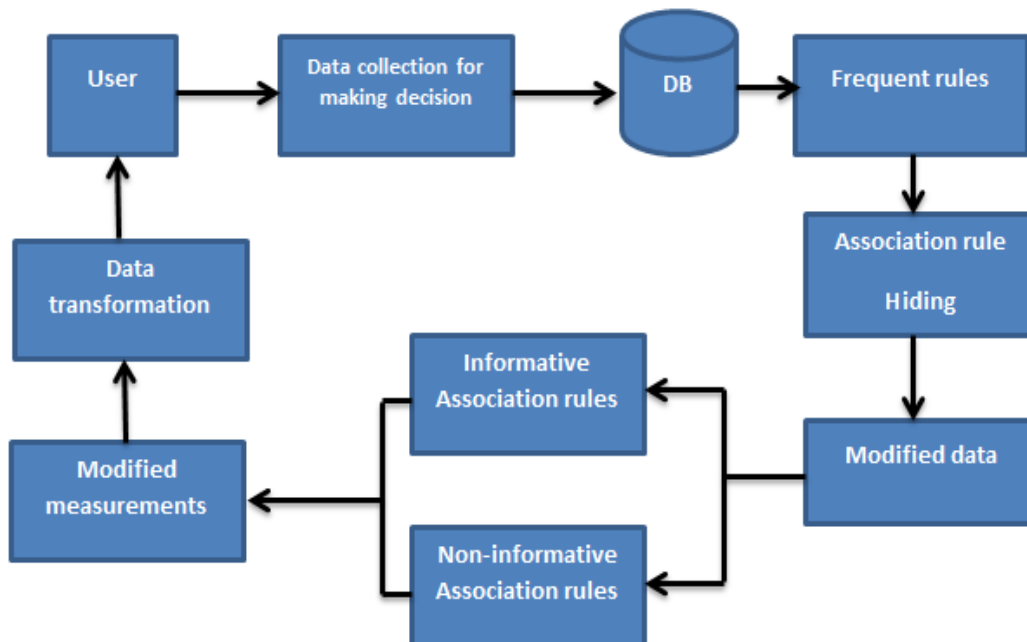 User
Data collection for
making decision
DB
Frequent rules
Association rule
Hiding
Modified data
Informative
Association rules
Non-informative
Association rules
Modified
measurements
Data
transformation